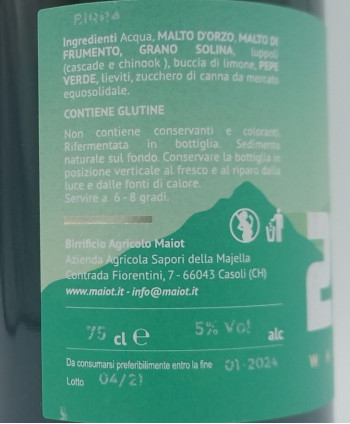 BIRRA
Ingredienti Acqua, MALTO D'ORZO, MALTO DI
FRUMENTO, GRANO SOLINA, luppoli
(cascade e chinook ), buccia di limone, PEPE
VERDE, lieviti, zucchero di canna da mercato
equosolidale.
CONTIENE GLUTINE
Non contiene conservanti e coloranti.
Rifermentata in bottiglia. Sedimento
naturale sul fondo. Conservare la bottiglia in
posizione verticale al fresco e al riparo dalla
luce e dalle fonti di calore.
Servire a 6 - 8 gradi.
Birrificio Agricolo Maiot
Azienda Agricola Sapori della Majella
Contrada Fiorentini, 7 - 66043 Casoli (CH)
www.maiot.it - info@maiot.it
75 cl e 5% Vol alc
Da consumarsi preferibilmente entro la fine 01-2024
Lotto 04/21